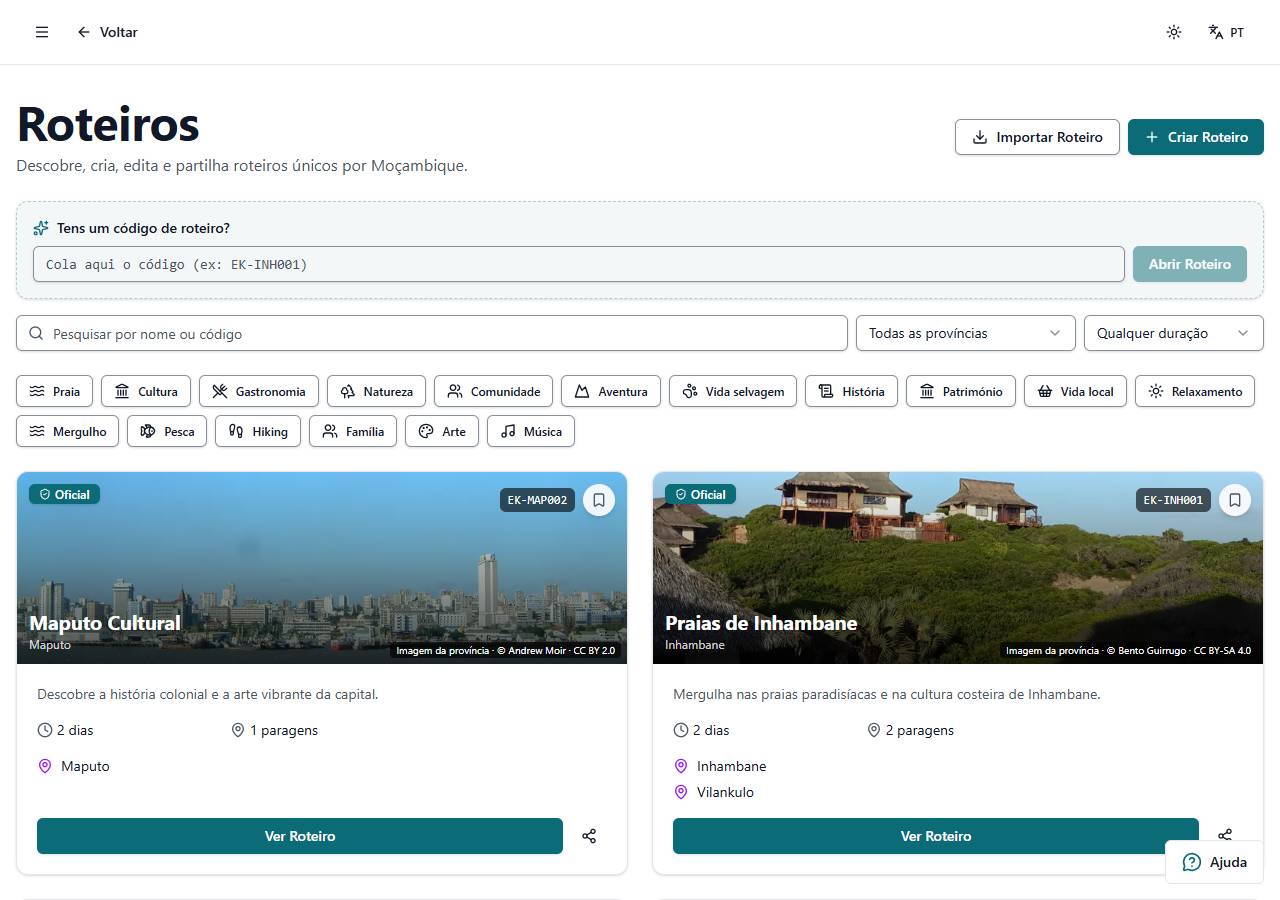 Voltar
PT
Roteiros
Descobre, cria, edita e partilha roteiros únicos por Moçambique.
Importar Roteiro
Criar Roteiro
Tens um código de roteiro?
Cola aqui o código (ex: EK-INH001)
Abrir Roteiro
Pesquisar por nome ou código
Todas as províncias
Qualquer duração
Praia
Cultura
Gastronomia
Natureza
Comunidade
Aventura
Vida selvagem
História
Património
Vida local
Relaxamento
Mergulho
Pesca
Hiking
Família
Arte
Música
Oficial
EK-MAP002
Maputo Cultural
Maputo
Imagem da província · © Andrew Moir · CC BY 2.0
Descobre a história colonial e a arte vibrante da capital.
2 dias
1 paragens
Maputo
Ver Roteiro
Oficial
EK-INH001
Praias de Inhambane
Inhambane
Imagem da província · © Bento Guirrugo · CC BY-SA 4.0
Mergulha nas praias paradisíacas e na cultura costeira de Inhambane.
2 dias
2 paragens
Inhambane
Vilankulo
Ver Roteiro
Ajuda